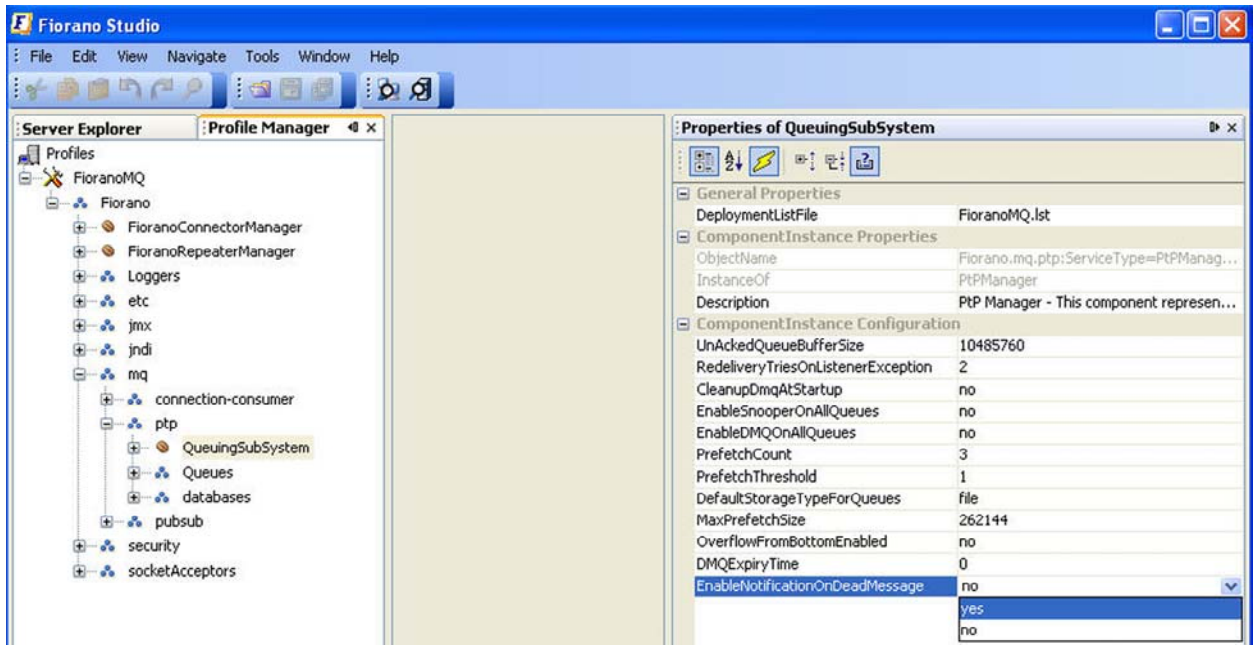 Fiorano Studio
File Edit View Navigate Tools Window Help
Server Explorer Profile Manager
Profiles
FioranoMQ
Fiorano
FioranoConnectorManager
FioranoRepeaterManager
Loggers
etc
jmx
jndi
mq
connection-consumer
ptp
QueuingSubSystem
Queues
databases
pubsub
security
socketAcceptors
Properties of QueuingSubSystem
General Properties
DeploymentListFile FioranoMQ.lst
ComponentInstance Properties
ObjectName Fiorano.mq.ptp:ServiceType=PtPManag...
InstanceOf PtPManager
Description PtP Manager - This component represen...
ComponentInstance Configuration
UnAckedQueueBufferSize 10485760
RedeliveryTriesOnListenerException 2
CleanupDmqAtStartup no
EnableSnooperOnAllQueues no
EnableDMQOnAllQueues no
PrefetchCount 3
PrefetchThreshold 1
DefaultStorageTypeForQueues file
MaxPrefetchSize 262144
OverflowFromBottomEnabled no
DMQExpiryTime 0
EnableNotificationOnDeadMessage no
yes
no